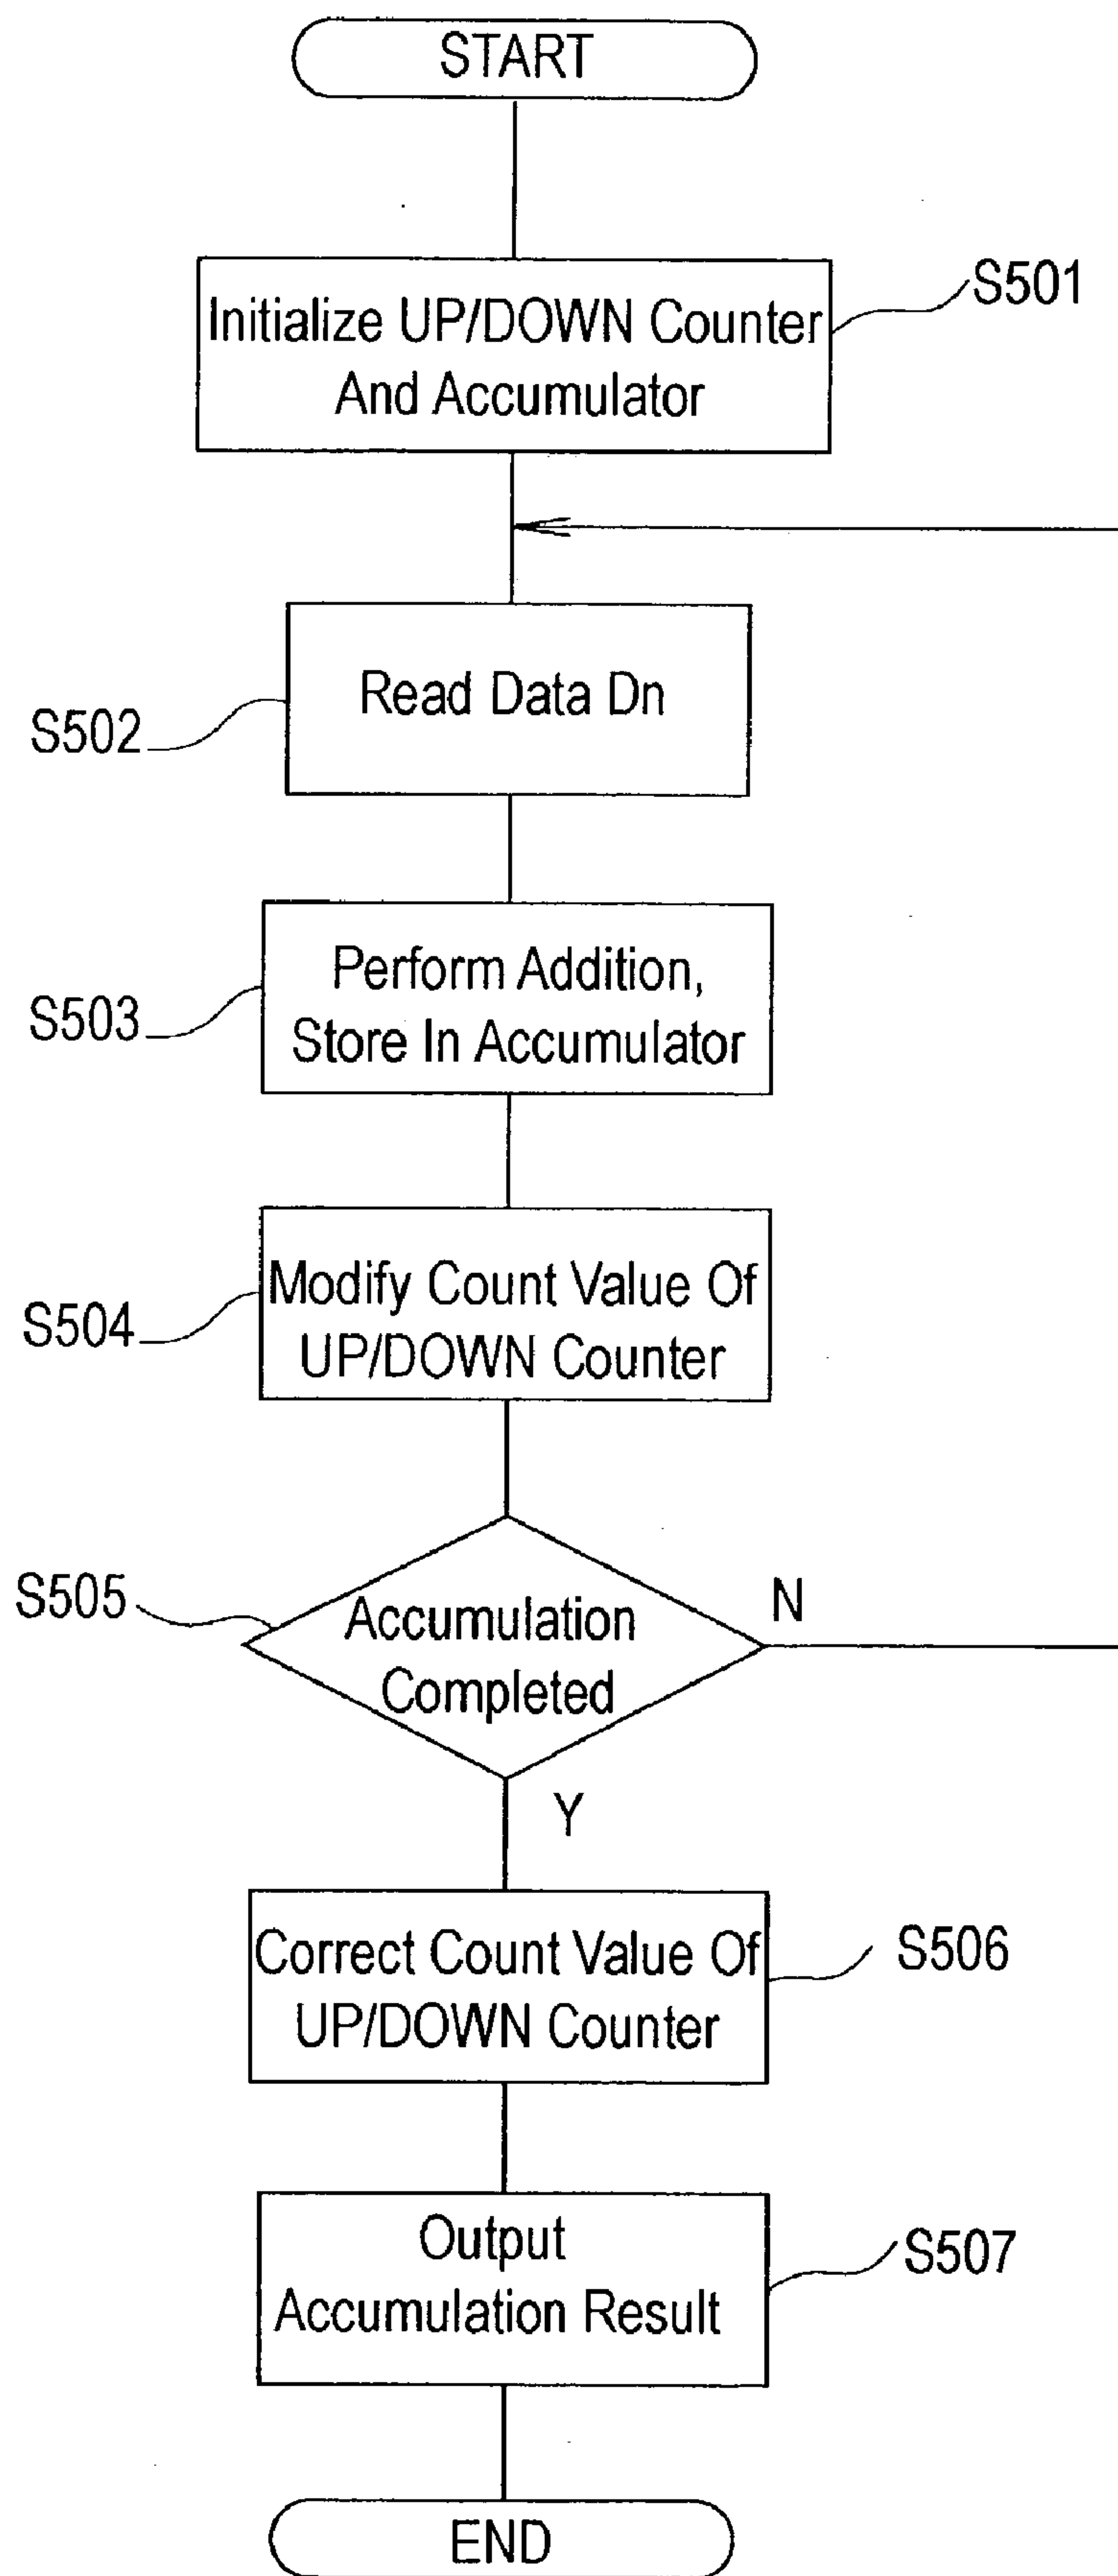 START
Initialize UP/DOWN Counter
And Accumulator
S501
Read Data Dn
S502
Perform Addition,
Store In Accumulator
S503
Modify Count Value Of
UP/DOWN Counter
S504
S505
Accumulation
Completed
N
Y
Correct Count Value Of
UP/DOWN Counter
S506
Output
Accumulation Result
S507
END